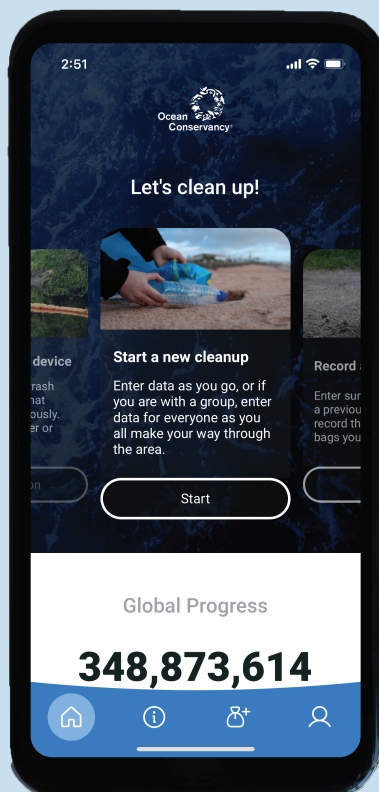 2:51
Ocean
Conservancy
Let's clean up!
device
rash
hat
ously.
er or
on
Start a new cleanup
Enter data as you go, or if
you are with a group, enter
data for everyone as you
all make your way through
the area.
Start
Record
Enter sur
a previou
record th
bags you
Global Progress
348,873,614